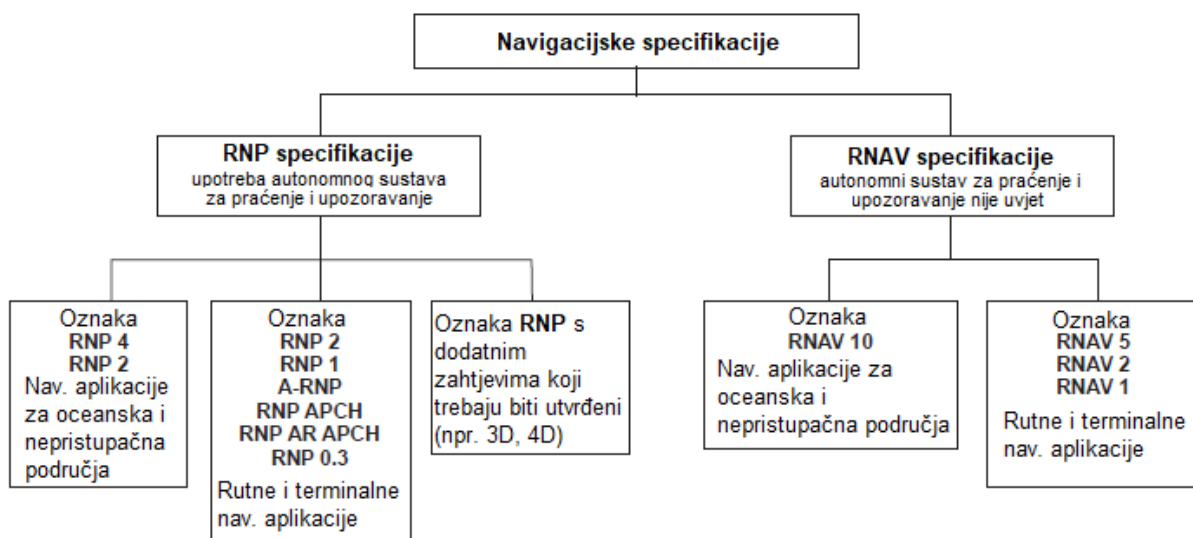 Navigacijske specifikacije
RNP specifikacije
upotreba autonomnog sustava
za praćenje i upozoravanje
RNAV specifikacije
autonomni sustav za praćenje i
upozoravanje nije uvjet
Oznaka
RNP 4
RNP 2
Nav. aplikacije
za oceanska i
nepristupačna
područja
Oznaka
RNP 2
RNP 1
A-RNP
RNP APCH
RNP AR APCH
RNP 0.3
Rutne i terminalne
nav. aplikacije
Oznaka RNP s
dodatnim
zahtjevima koji
trebaju biti utvrđeni
(npr. 3D, 4D)
Oznaka
RNAV 10
Nav. aplikacije za
oceanska i
nepristupačna područja
Oznaka
RNAV 5
RNAV 2
RNAV 1
Rutne i terminalne
nav. aplikacije